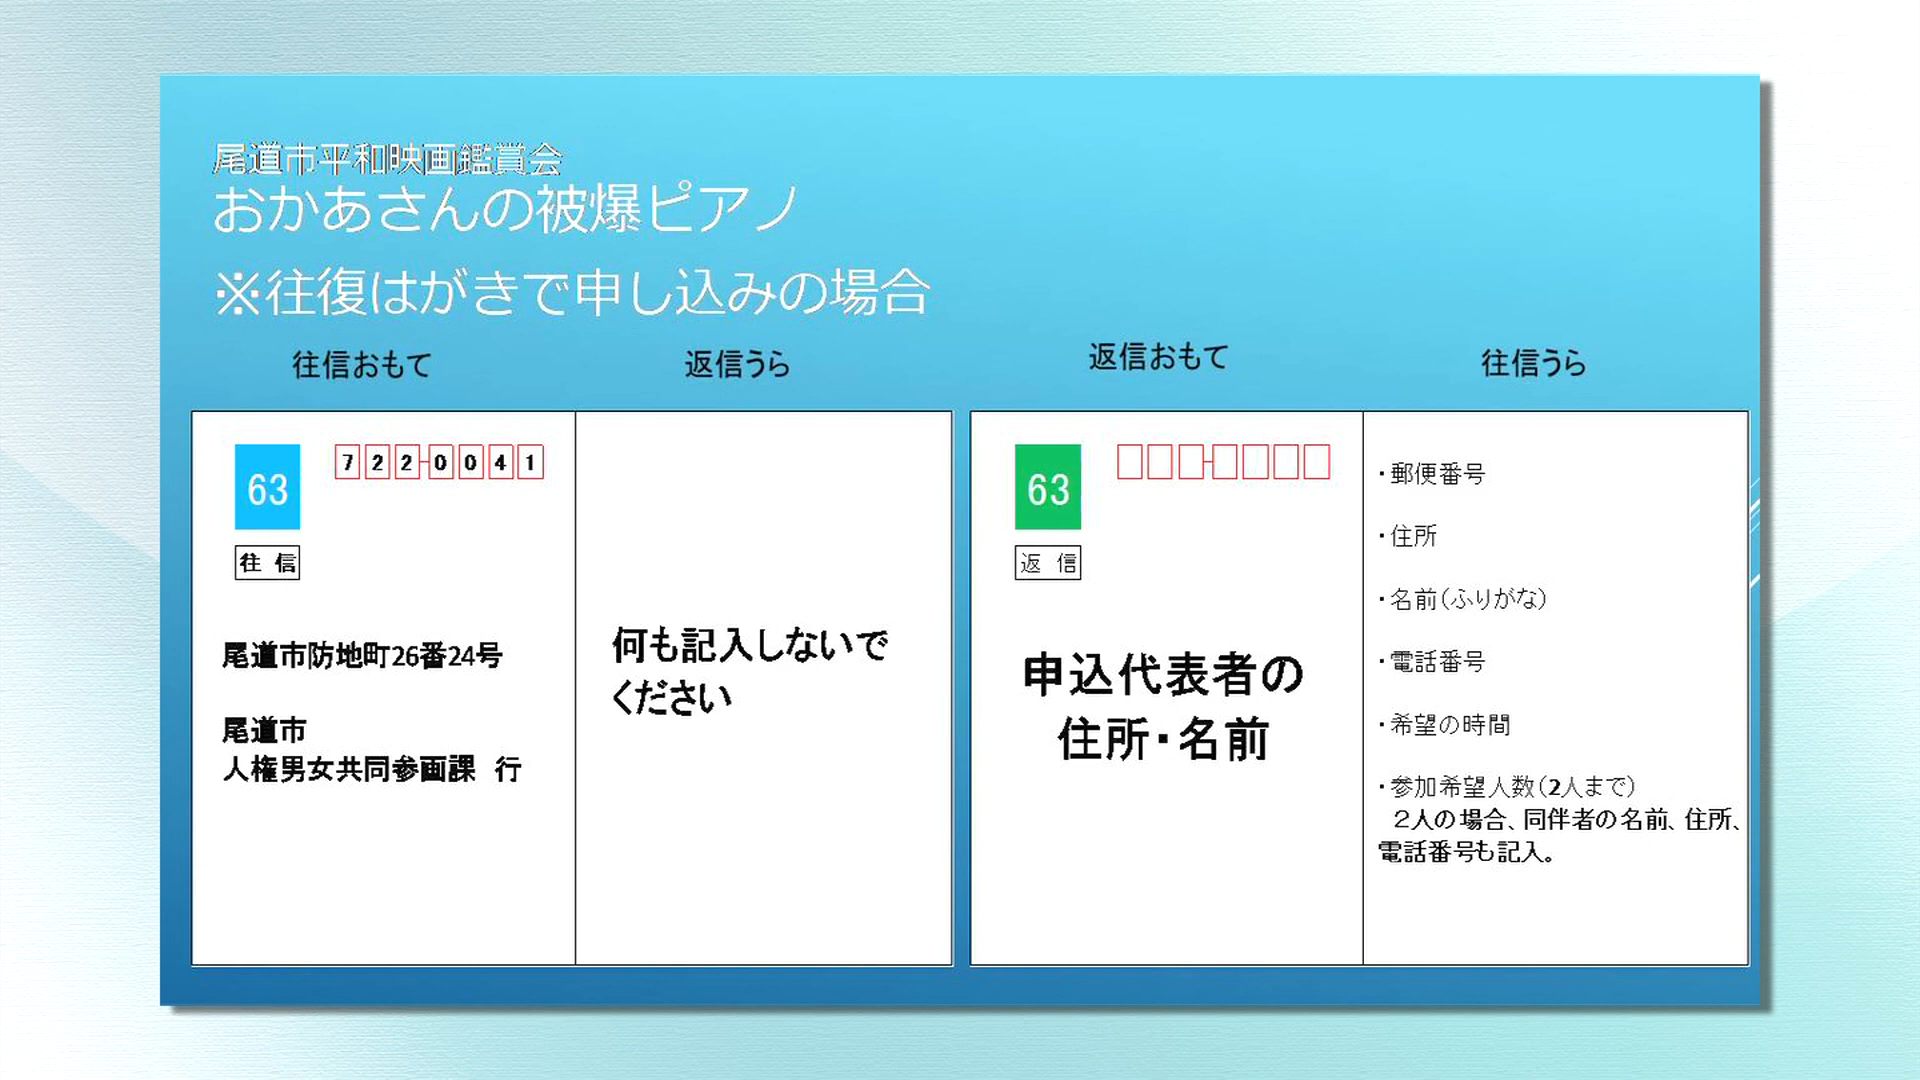 尾道市平和映画鑑賞会
おかあさんの被爆ピアノ
※往復はがきで申し込みの場合
往信おもて
返信うら
返信おもて
往信うら
63
722-0041
往 信
尾道市防地町26番24号
尾道市
人権男女共同参画課 行
何も記入しないで
ください
63
返 信
申込代表者の
住所・名前
・郵便番号
・住所
・名前(ふりがな)
・電話番号
・希望の時間
・参加希望人数(2人まで)
2人の場合、同伴者の名前、住所、
電話番号も記入。